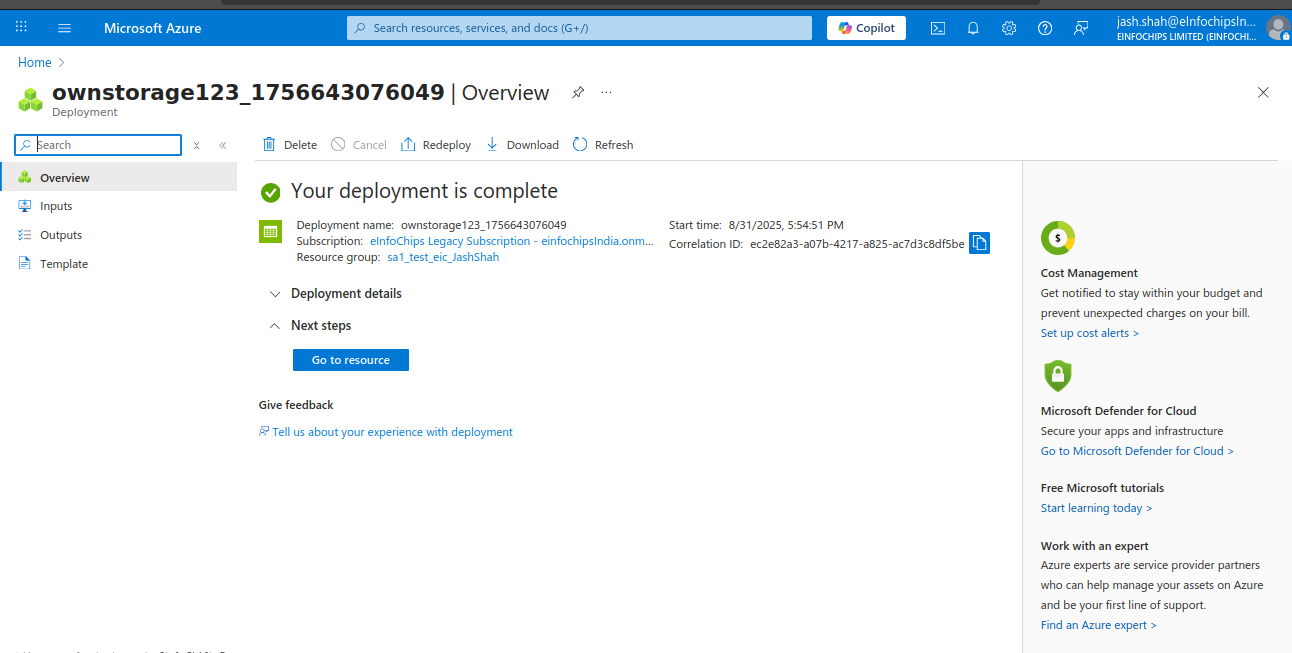 Microsoft Azure
Search resources, services, and docs (G+/)
Copilot
jash.shah@eInfochipsIn...
EINFOCHIPS LIMITED (EINFOCHI...
Home
ownstorage123_1756643076049 | Overview
...
Deployment
Search
Delete
Cancel
Redeploy
Download
Refresh
Overview
Inputs
Outputs
Template
Your deployment is complete
Deployment name: ownstorage123_1756643076049
Subscription: eInfoChips Legacy Subscription - einfochipsIndia.onm...
Resource group: sa1_test_eic_JashShah
Start time: 8/31/2025, 5:54:51 PM
Correlation ID: ec2e82a3-a07b-4217-a825-ac7d3c8df5be
Deployment details
Next steps
Go to resource
Give feedback
Tell us about your experience with deployment
$
Cost Management
Get notified to stay within your budget and
prevent unexpected charges on your bill.
Set up cost alerts >
Microsoft Defender for Cloud
Secure your apps and infrastructure
Go to Microsoft Defender for Cloud >
Free Microsoft tutorials
Start learning today >
Work with an expert
Azure experts are service provider partners
who can help manage your assets on Azure
and be your first line of support.
Find an Azure expert >